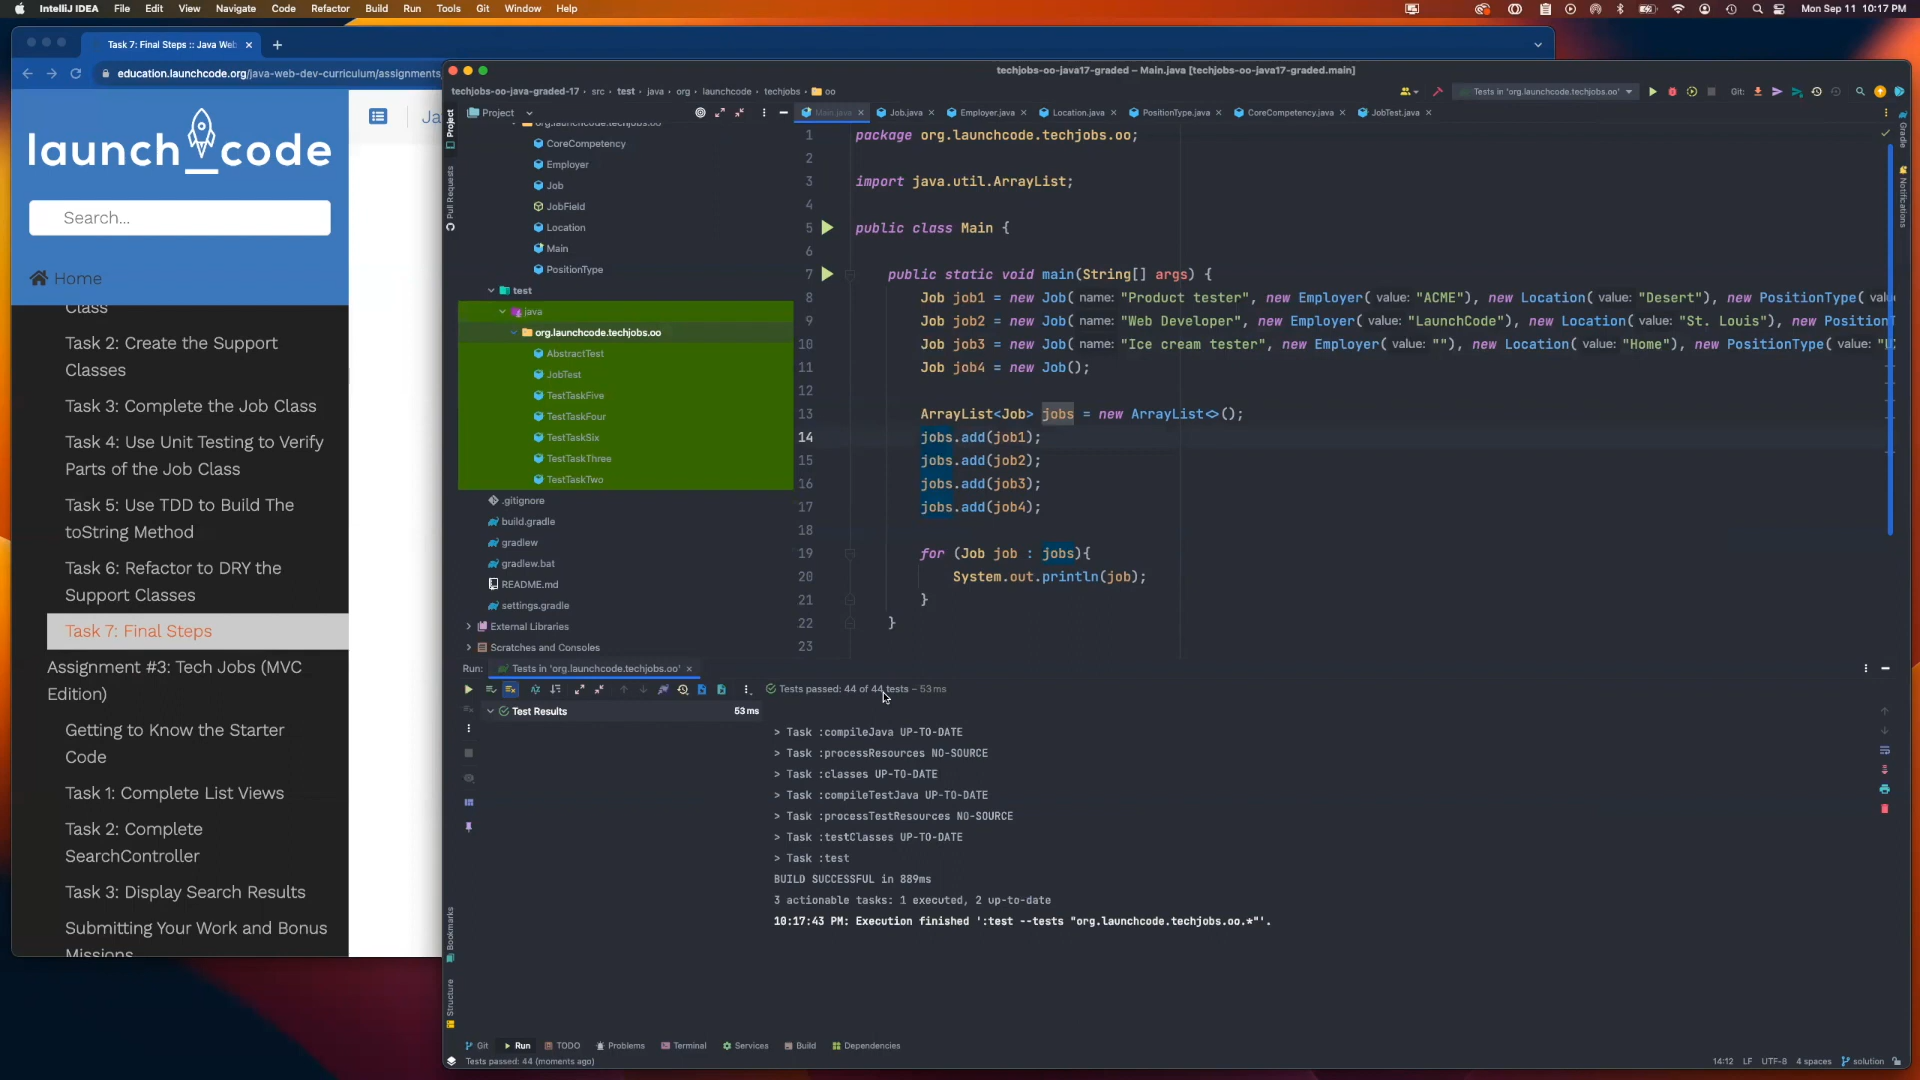 IntelliJ IDEA File Edit View Navigate Code Refactor Build Run Tools Git Window Help
Mon Sep 11 10:17 PM
Task 7: Final Steps :: Java Web
education.launchcode.org/java-web-dev-curriculum/assignments
launch code
Search...
Home
Class
Task 2: Create the Support
Classes
Task 3: Complete the Job Class
Task 4: Use Unit Testing to Verify
Parts of the Job Class
Task 5: Use TDD to Build The
toString Method
Task 6: Refactor to DRY the
Support Classes
Task 7: Final Steps
Assignment #3: Tech Jobs (MVC
Edition)
Getting to Know the Starter
Code
Task 1: Complete List Views
Task 2: Complete
SearchController
Task 3: Display Search Results
Submitting Your Work and Bonus
Missions
Ja
techjobs-oo-java17-graded – Main.java [techjobs-oo-java17-graded.main]
techjobs-oo-java-graded-17 › src › test › java › org › launchcode › techjobs › oo
Tests in 'org.launchcode.techjobs.oo'
Git:
Project
Pull Requests
Bookmarks
Structure
Gradle
Notifications
Project
org.launchcode.techjobs.oo
CoreCompetency
Employer
Job
JobField
Location
Main
PositionType
test
java
org.launchcode.techjobs.oo
AbstractTest
JobTest
TestTaskFive
TestTaskFour
TestTaskSix
TestTaskThree
TestTaskTwo
.gitignore
build.gradle
gradlew
gradlew.bat
README.md
settings.gradle
External Libraries
Scratches and Consoles
Main.java Job.java Employer.java Location.java PositionType.java CoreCompetency.java JobTest.java
1 package org.launchcode.techjobs.oo;
2
3 import java.util.ArrayList;
4
5 public class Main {
6
7 public static void main(String[] args) {
8 Job job1 = new Job( name: "Product tester", new Employer( value: "ACME"), new Location( value: "Desert"), new PositionType( value
9 Job job2 = new Job( name: "Web Developer", new Employer( value: "LaunchCode"), new Location( value: "St. Louis"), new Position
10 Job job3 = new Job( name: "Ice cream tester", new Employer( value: ""), new Location( value: "Home"), new PositionType( value:
11 Job job4 = new Job();
12
13 ArrayList<Job> jobs = new ArrayList<>();
14 jobs.add(job1);
15 jobs.add(job2);
16 jobs.add(job3);
17 jobs.add(job4);
18
19 for (Job job : jobs){
20 System.out.println(job);
21 }
22 }
23
Run: Tests in 'org.launchcode.techjobs.oo'
Tests passed: 44 of 44 tests – 53 ms
Test Results 53 ms
> Task :compileJava UP-TO-DATE
> Task :processResources NO-SOURCE
> Task :classes UP-TO-DATE
> Task :compileTestJava UP-TO-DATE
> Task :processTestResources NO-SOURCE
> Task :testClasses UP-TO-DATE
> Task :test
BUILD SUCCESSFUL in 889ms
3 actionable tasks: 1 executed, 2 up-to-date
10:17:43 PM: Execution finished ':test --tests "org.launchcode.techjobs.oo.*"'.
Git Run TODO Problems Terminal Services Build Dependencies
Tests passed: 44 (moments ago)
14:12 LF UTF-8 4 spaces solution